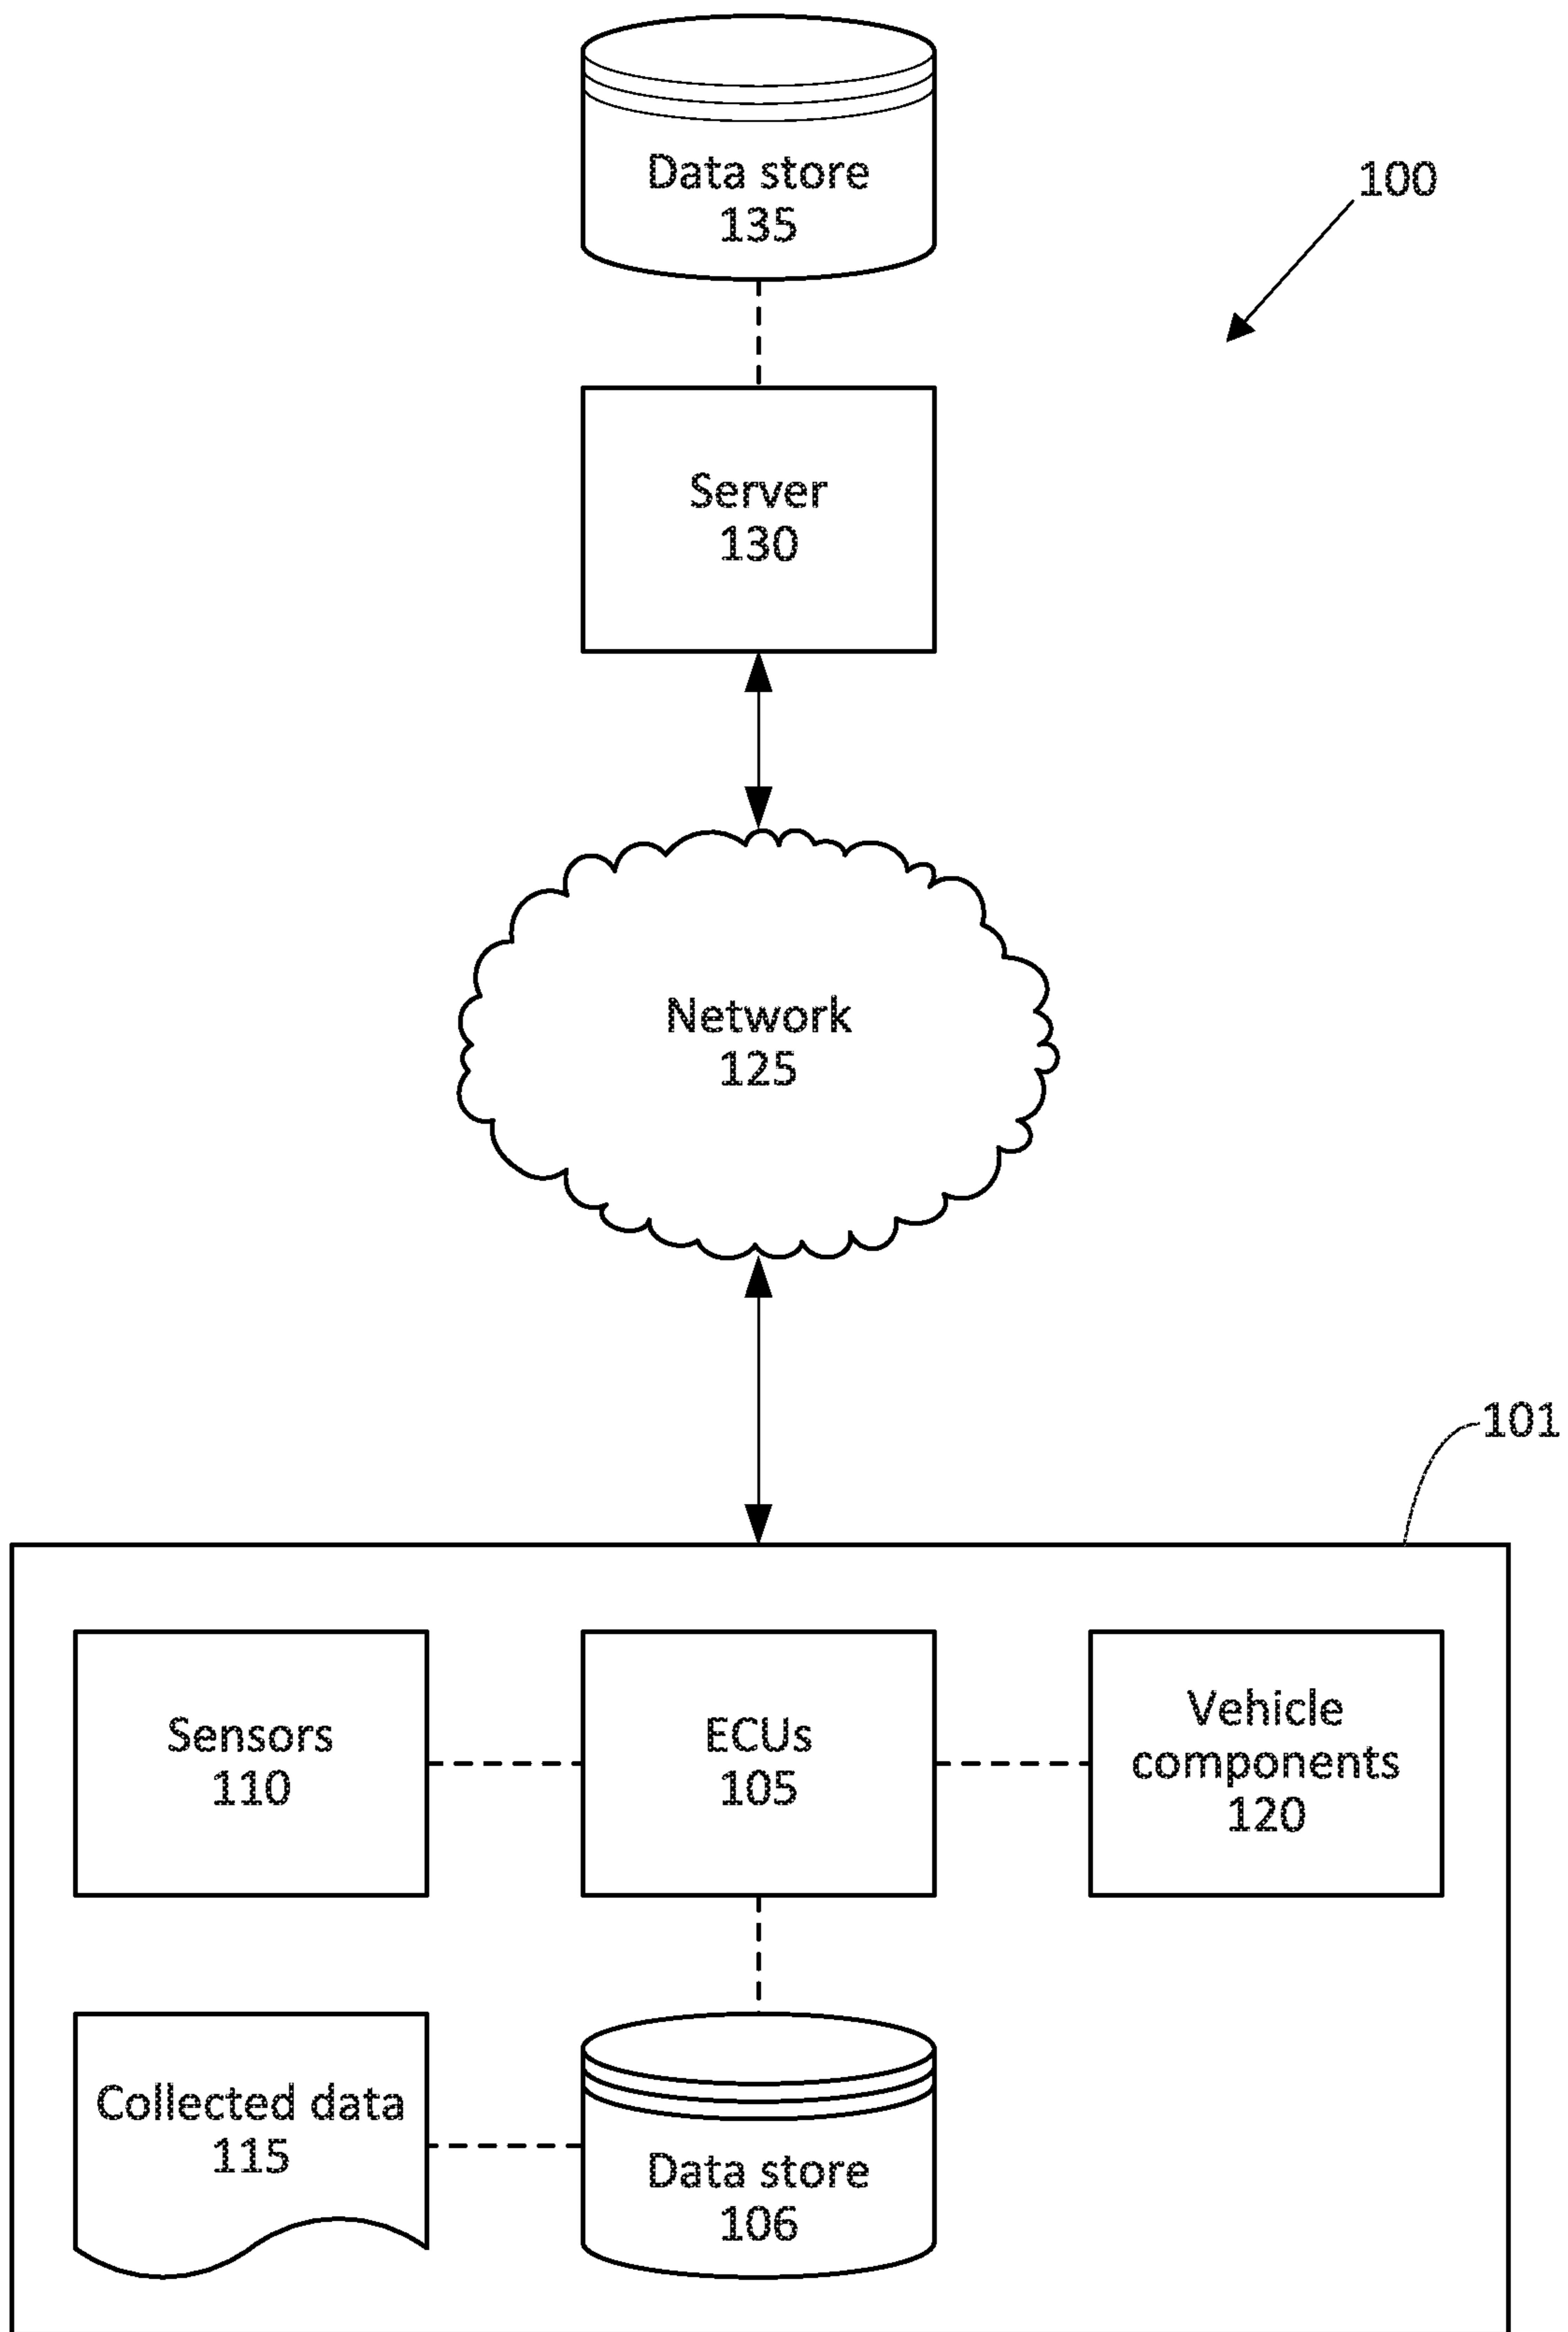 Data store
135
100
Server
130
Network
125
101
Sensors
110
ECUs
105
Vehicle
components
120
Collected data
115
Data store
106